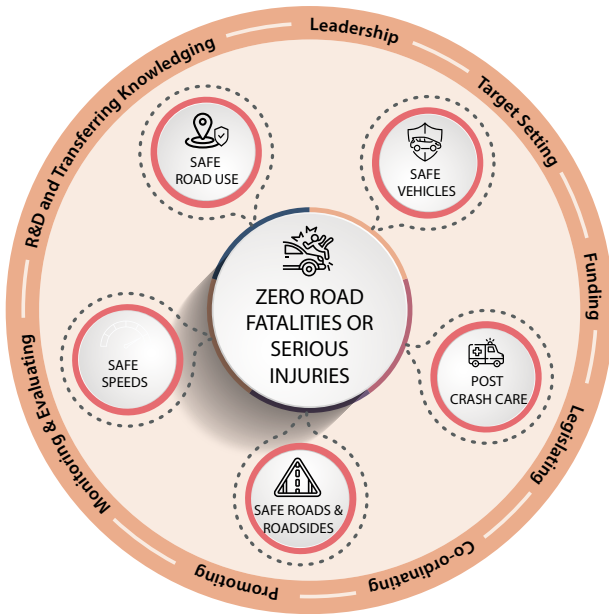 Leadership
Target Setting
Funding
Legislating
Co-ordinating
Promoting
Monitoring & Evaluating
R&D and Transferring Knowledging
SAFE
ROAD USE
SAFE
VEHICLES
ZERO ROAD
FATALITIES OR
SERIOUS
INJURIES
SAFE
SPEEDS
POST
CRASH CARE
SAFE ROADS &
ROADSIDES